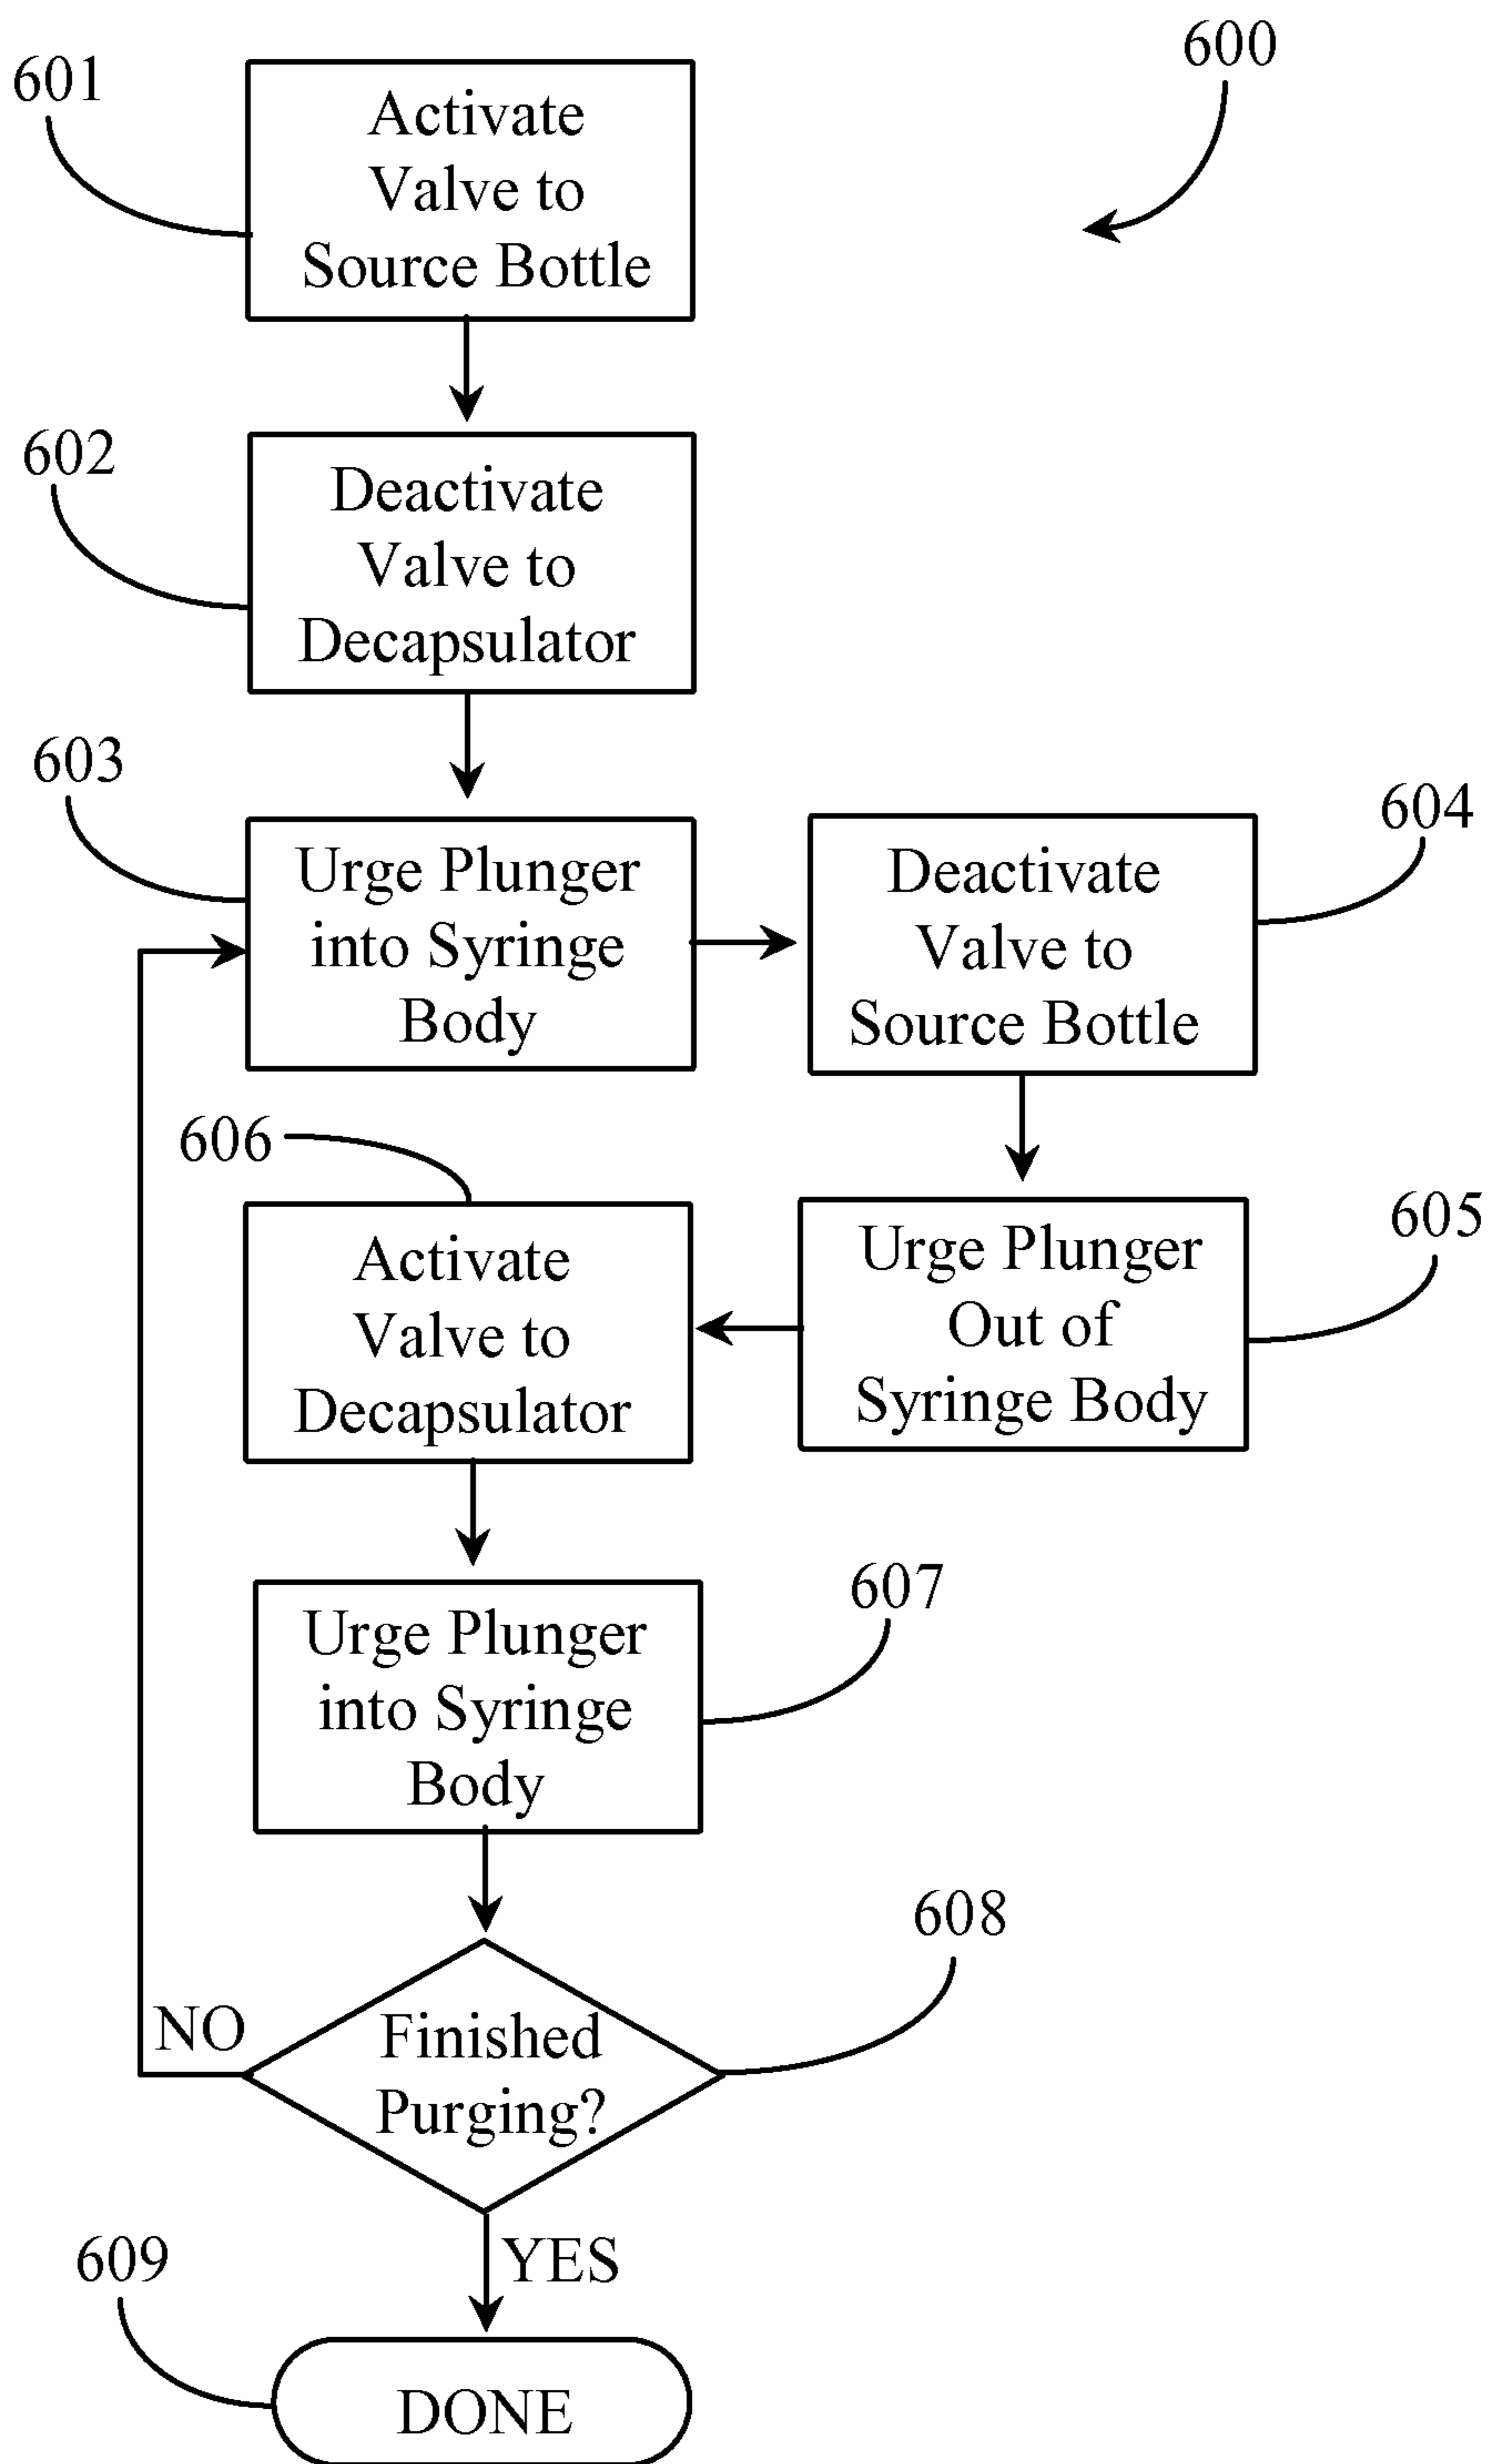 600
601
Activate
Valve to
Source Bottle
602
Deactivate
Valve to
Decapsulator
603
Urge Plunger
into Syringe
Body
604
Deactivate
Valve to
Source Bottle
605
Urge Plunger
Out of
Syringe Body
606
Activate
Valve to
Decapsulator
607
Urge Plunger
into Syringe
Body
608
Finished
Purging?
NO
YES
609
DONE